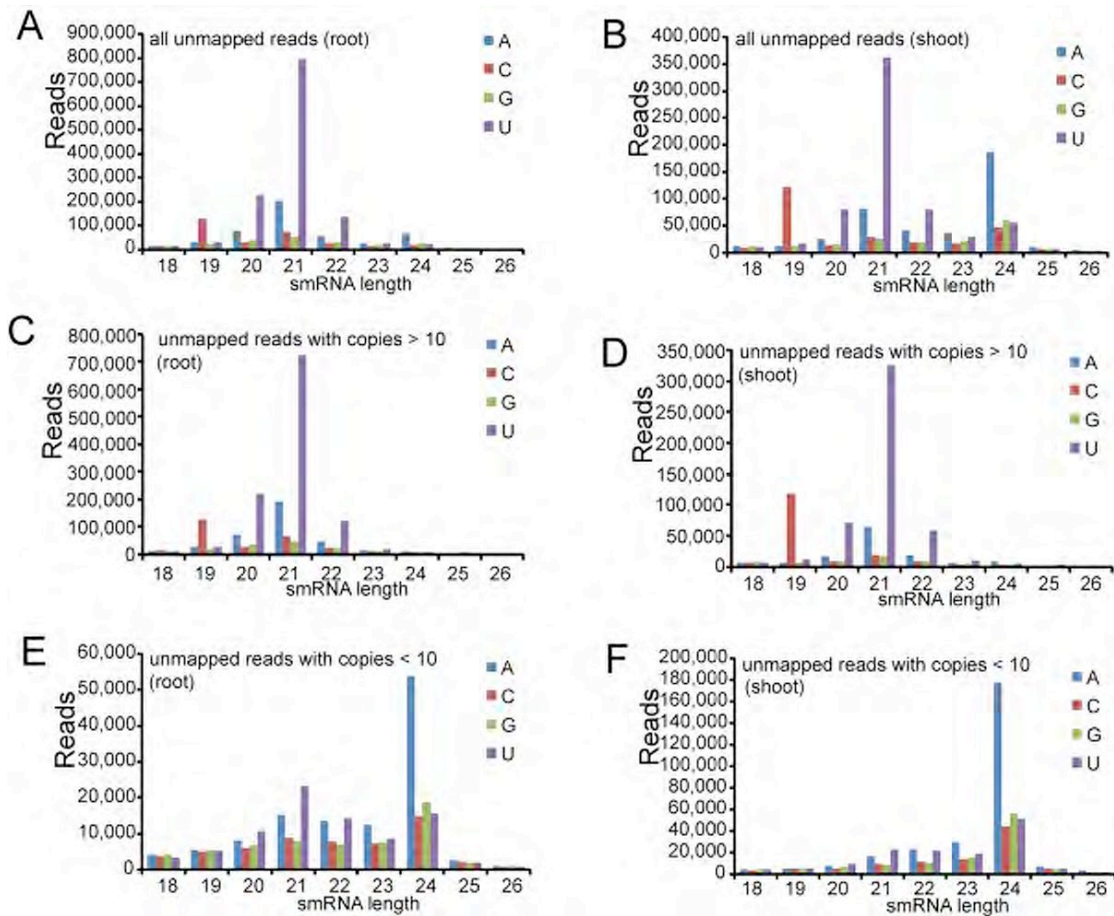 A
all unmapped reads (root)
Reads
900,000
800,000
700,000
600,000
500,000
400,000
300,000
200,000
100,000
0
18 19 20 21 22 23 24 25 26
smRNA length
A
C
G
U
B
all unmapped reads (shoot)
Reads
400,000
350,000
300,000
250,000
200,000
150,000
100,000
50,000
0
18 19 20 21 22 23 24 25 26
smRNA length
A
C
G
U
C
unmapped reads with copies > 10
(root)
Reads
800,000
700,000
600,000
500,000
400,000
300,000
200,000
100,000
0
18 19 20 21 22 23 24 25 26
smRNA length
A
C
G
U
D
unmapped reads with copies > 10
(shoot)
Reads
350,000
300,000
250,000
200,000
150,000
100,000
50,000
0
18 19 20 21 22 23 24 25 26
smRNA length
A
C
G
U
E
unmapped reads with copies < 10
(root)
Reads
60,000
50,000
40,000
30,000
20,000
10,000
0
18 19 20 21 22 23 24 25 26
smRNA length
A
C
G
U
F
unmapped reads with copies < 10
(shoot)
Reads
200,000
180,000
160,000
140,000
120,000
100,000
80,000
60,000
40,000
20,000
0
18 19 20 21 22 23 24 25 26
smRNA length
A
C
G
U